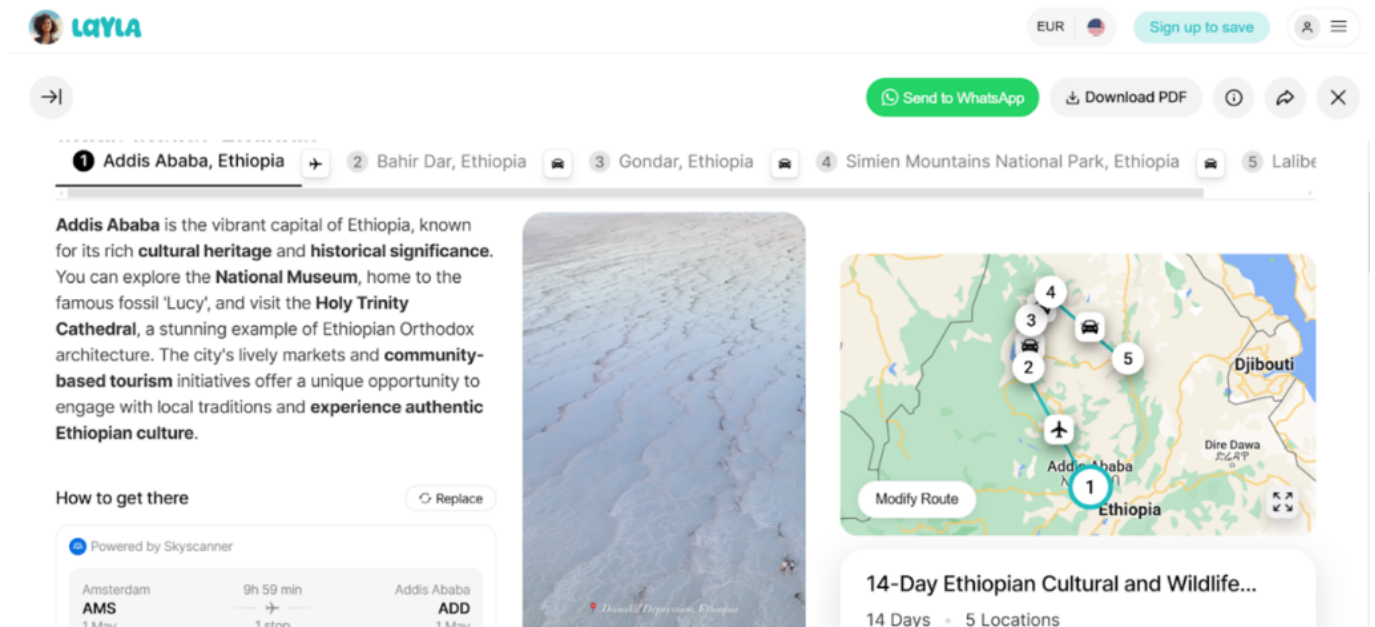 LAYLA
EUR
Sign up to save
Send to WhatsApp
Download PDF
1 Addis Ababa, Ethiopia
2 Bahir Dar, Ethiopia
3 Gondar, Ethiopia
4 Simien Mountains National Park, Ethiopia
5 Lalibe
Addis Ababa is the vibrant capital of Ethiopia, known
for its rich cultural heritage and historical significance.
You can explore the National Museum, home to the
famous fossil 'Lucy', and visit the Holy Trinity
Cathedral, a stunning example of Ethiopian Orthodox
architecture. The city's lively markets and community-
based tourism initiatives offer a unique opportunity to
engage with local traditions and experience authentic
Ethiopian culture.
How to get there
Replace
Powered by Skyscanner
Amsterdam
9h 59 min
Addis Ababa
AMS
ADD
1 May
1 stop
1 May
Danakil Depression, Ethiopia
4
3
2
5
Djibouti
Dire Dawa
ድሬዳዋ
Addis Ababa
1
Ethiopia
Modify Route
14-Day Ethiopian Cultural and Wildlife...
14 Days
5 Locations